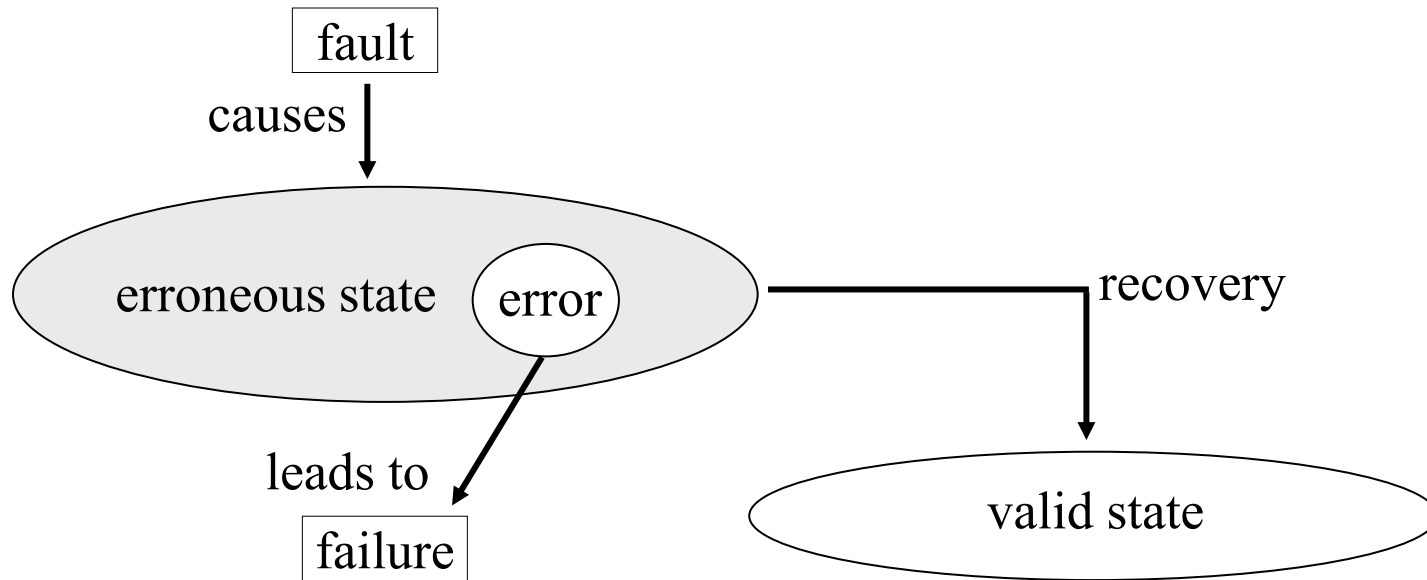 fault
causes
erroneous state
error
recovery
leads to
valid state
failure